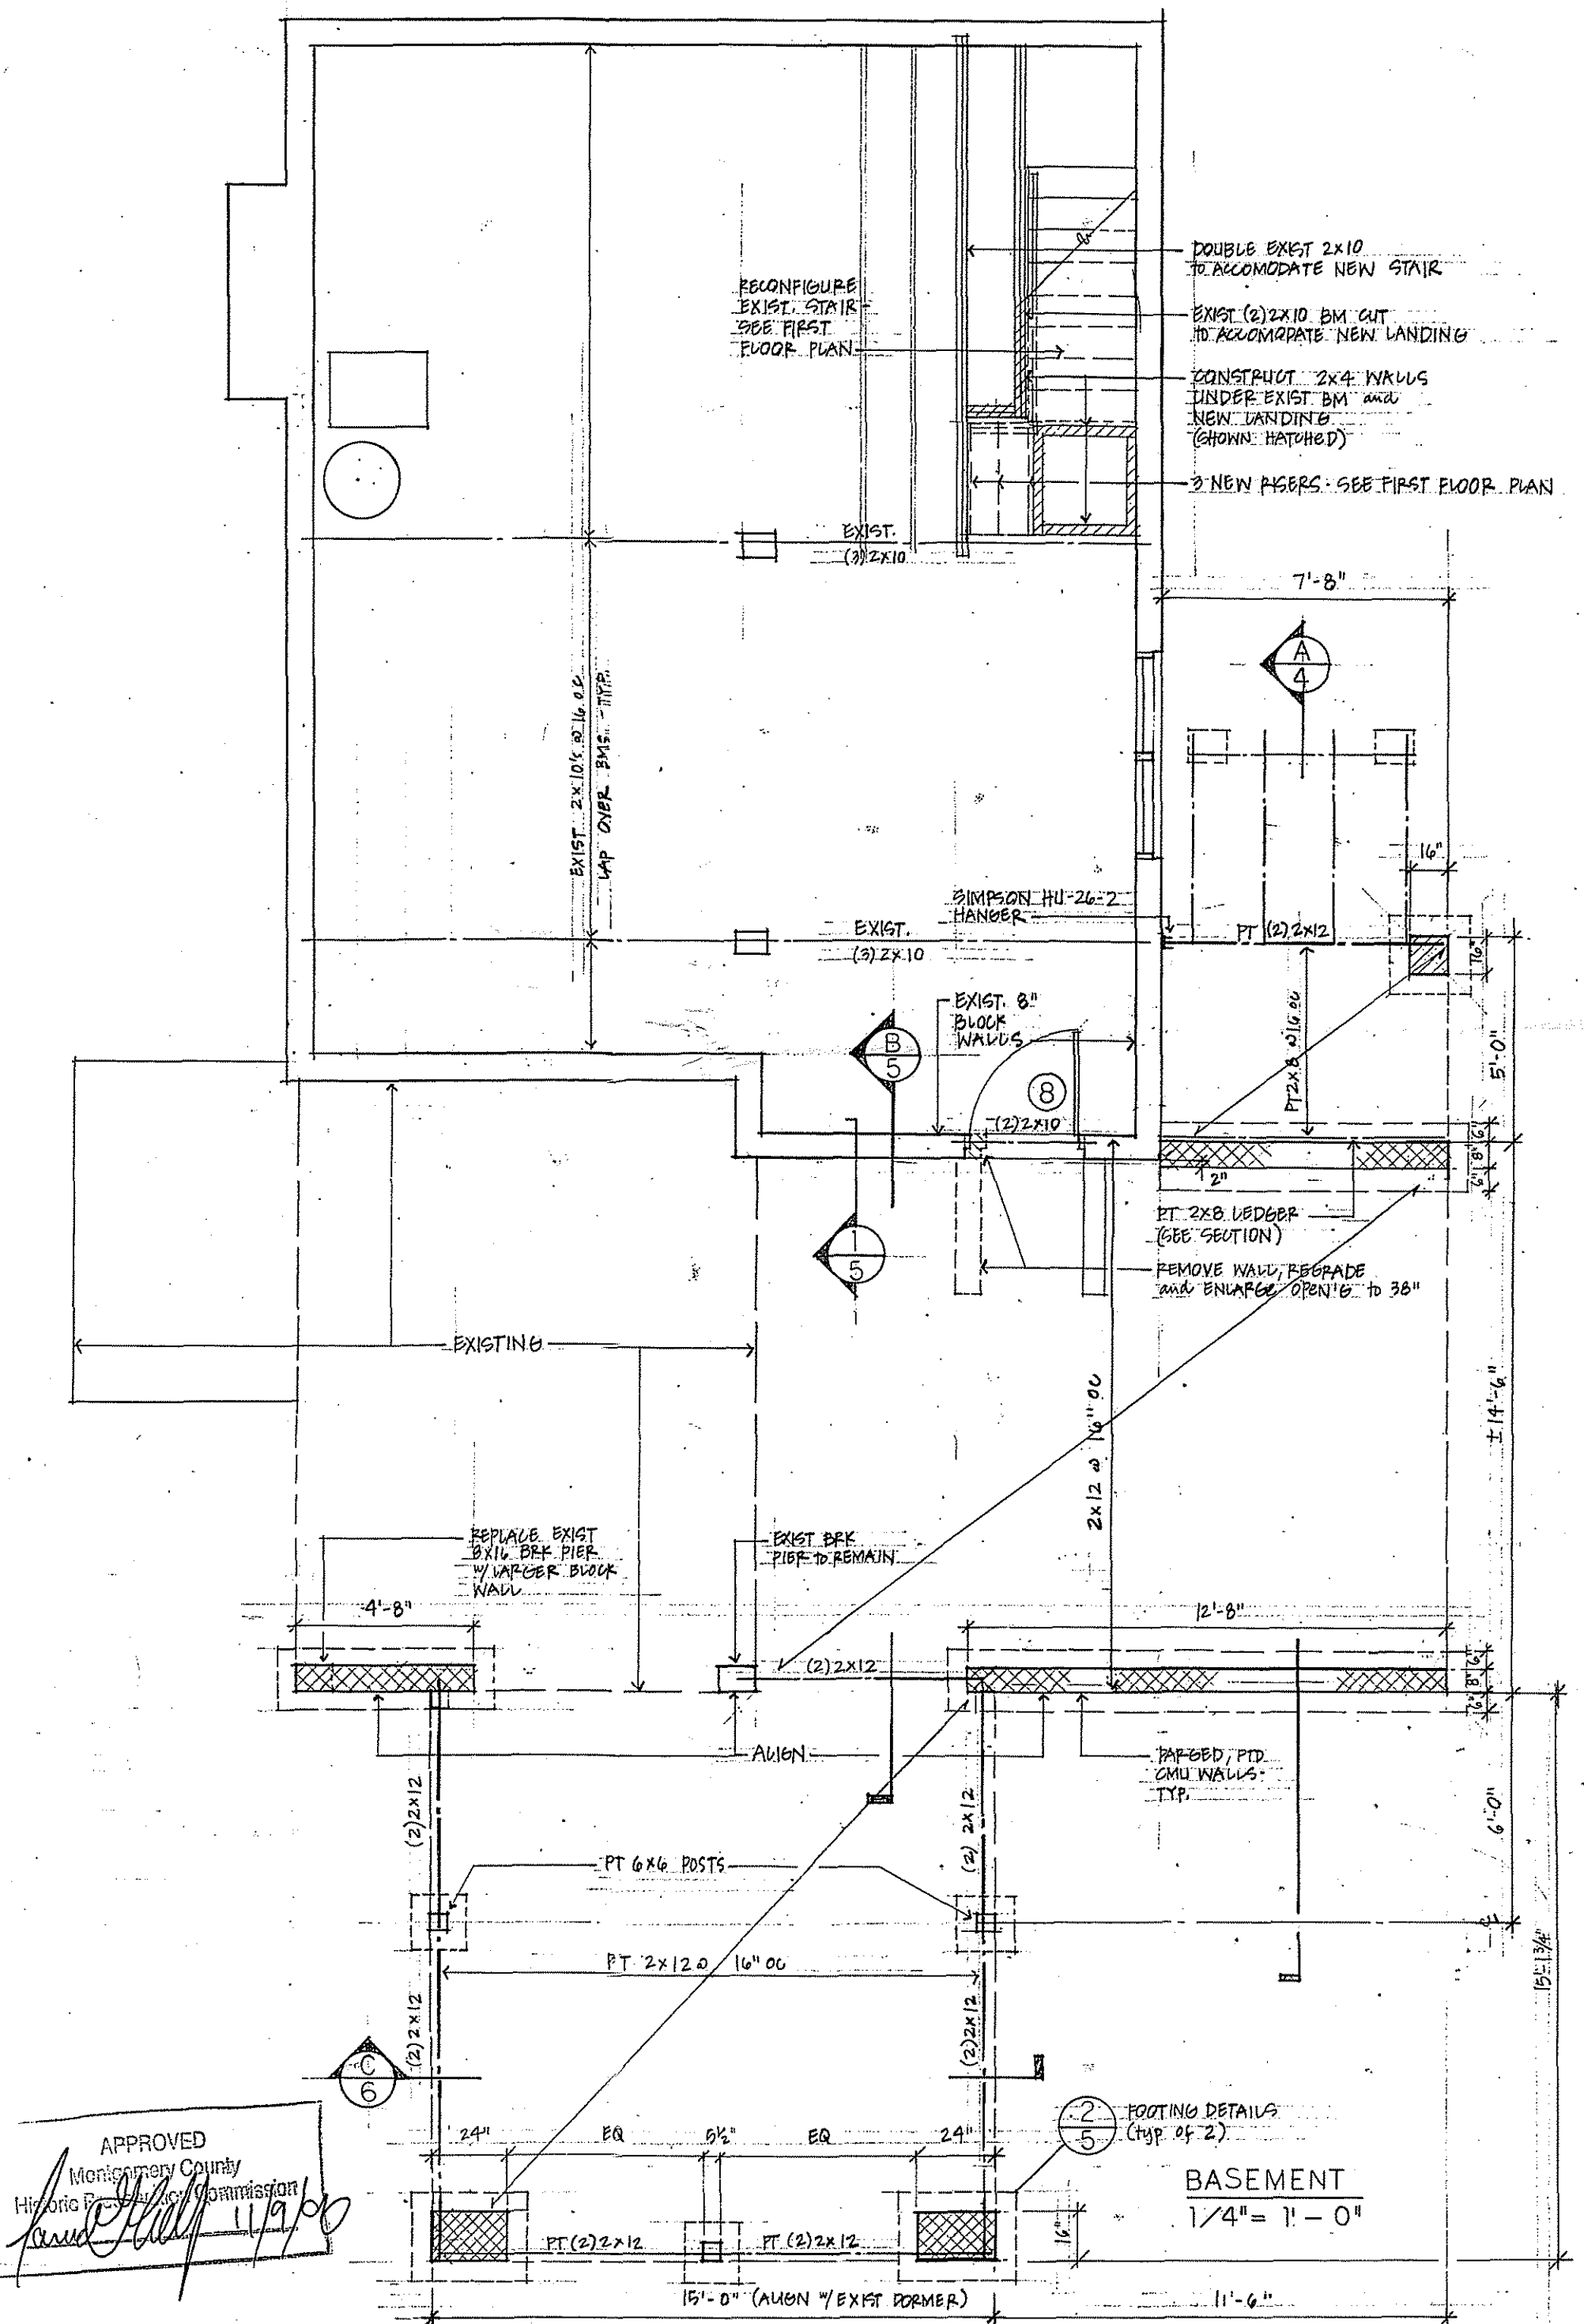 DOUBLE EXIST 2X10
TO ACCOMODATE NEW STAIR
RECONFIGURE
EXIST. STAIR -
SEE FIRST
FLOOR PLAN
EXIST (2) 2X10 BM CUT
TO ACCOMODATE NEW LANDING
CONSTRUCT 2X4 WALLS
UNDER EXIST BM and
NEW LANDING
(SHOWN HATCHED)
3 NEW RISERS - SEE FIRST FLOOR PLAN
EXIST.
(3) 2X10
7'-8"
A
4
EXIST 2X10'S @ 16 O.C.
LAP OVER BMS. - TYP.
16"
SIMPSON HU-26-2
HANGER
EXIST.
(3) 2X10
PT (2) 2X12
16"
EXIST. 8"
BLOCK
WALLS
B
5
8
(2) 2X10
PT 2X8 @ 16 OC
5'-0"
6"
8"
2"
PT 2X8 LEDGER
(SEE SECTION)
1
5
REMOVE WALL, REGRADE
and ENLARGE OPEN'G to 38"
EXISTING
2X12 @ 16" OC
±14'-6"
REPLACE EXIST
8X16 BRK PIER
W/ LARGER BLOCK
WALL
EXIST BRK
PIER to REMAIN
4'-8"
12'-8"
(2) 2X12
8"
ALIGN
PARGED, PTD
CMU WALLS -
TYP.
(2) 2X12
(2) 2X12
6'-0"
PT 6X6 POSTS
PT 2X12 @ 16" OC
15'-1 3/4"
(2) 2X12
(2) 2X12
C
6
24"
EQ
5½"
EQ
24"
2
5
FOOTING DETAILS
(typ of 2)
BASEMENT
1/4" = 1' - 0"
16"
PT (2) 2X12
PT (2) 2X12
15'-0" (ALIGN W/ EXIST DORMER)
11'-6"
APPROVED
Montgomery County
Historic Preservation Commission
11/9/00